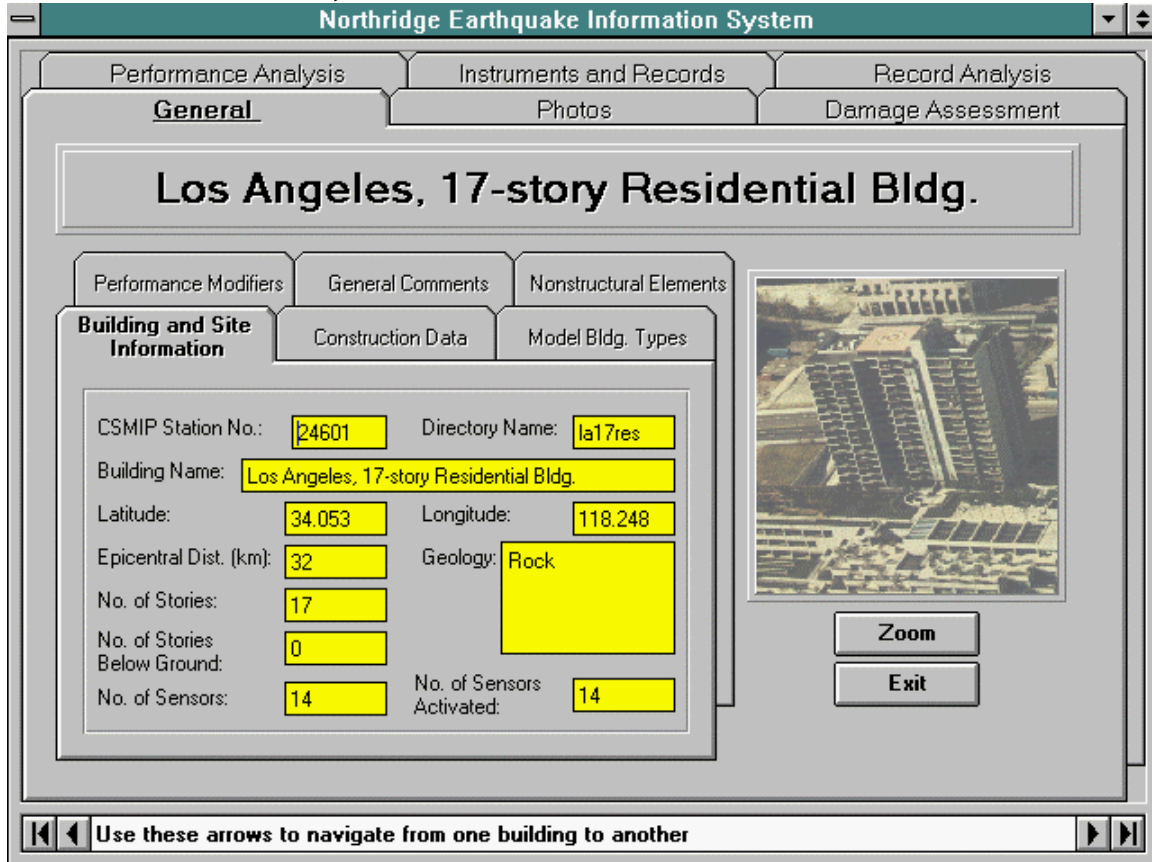 Northridge Earthquake Information System
Performance Analysis Instruments and Records Record Analysis
General Photos Damage Assessment
Los Angeles, 17-story Residential Bldg.
Performance Modifiers General Comments Nonstructural Elements
Building and Site Information Construction Data Model Bldg. Types
CSMIP Station No.: 24601 Directory Name: la17res
Building Name: Los Angeles, 17-story Residential Bldg.
Latitude: 34.053 Longitude: 118.248
Epicentral Dist. (km): 32 Geology: Rock
No. of Stories: 17
No. of Stories Below Ground: 0
No. of Sensors: 14 No. of Sensors Activated: 14
Zoom
Exit
Use these arrows to navigate from one building to another